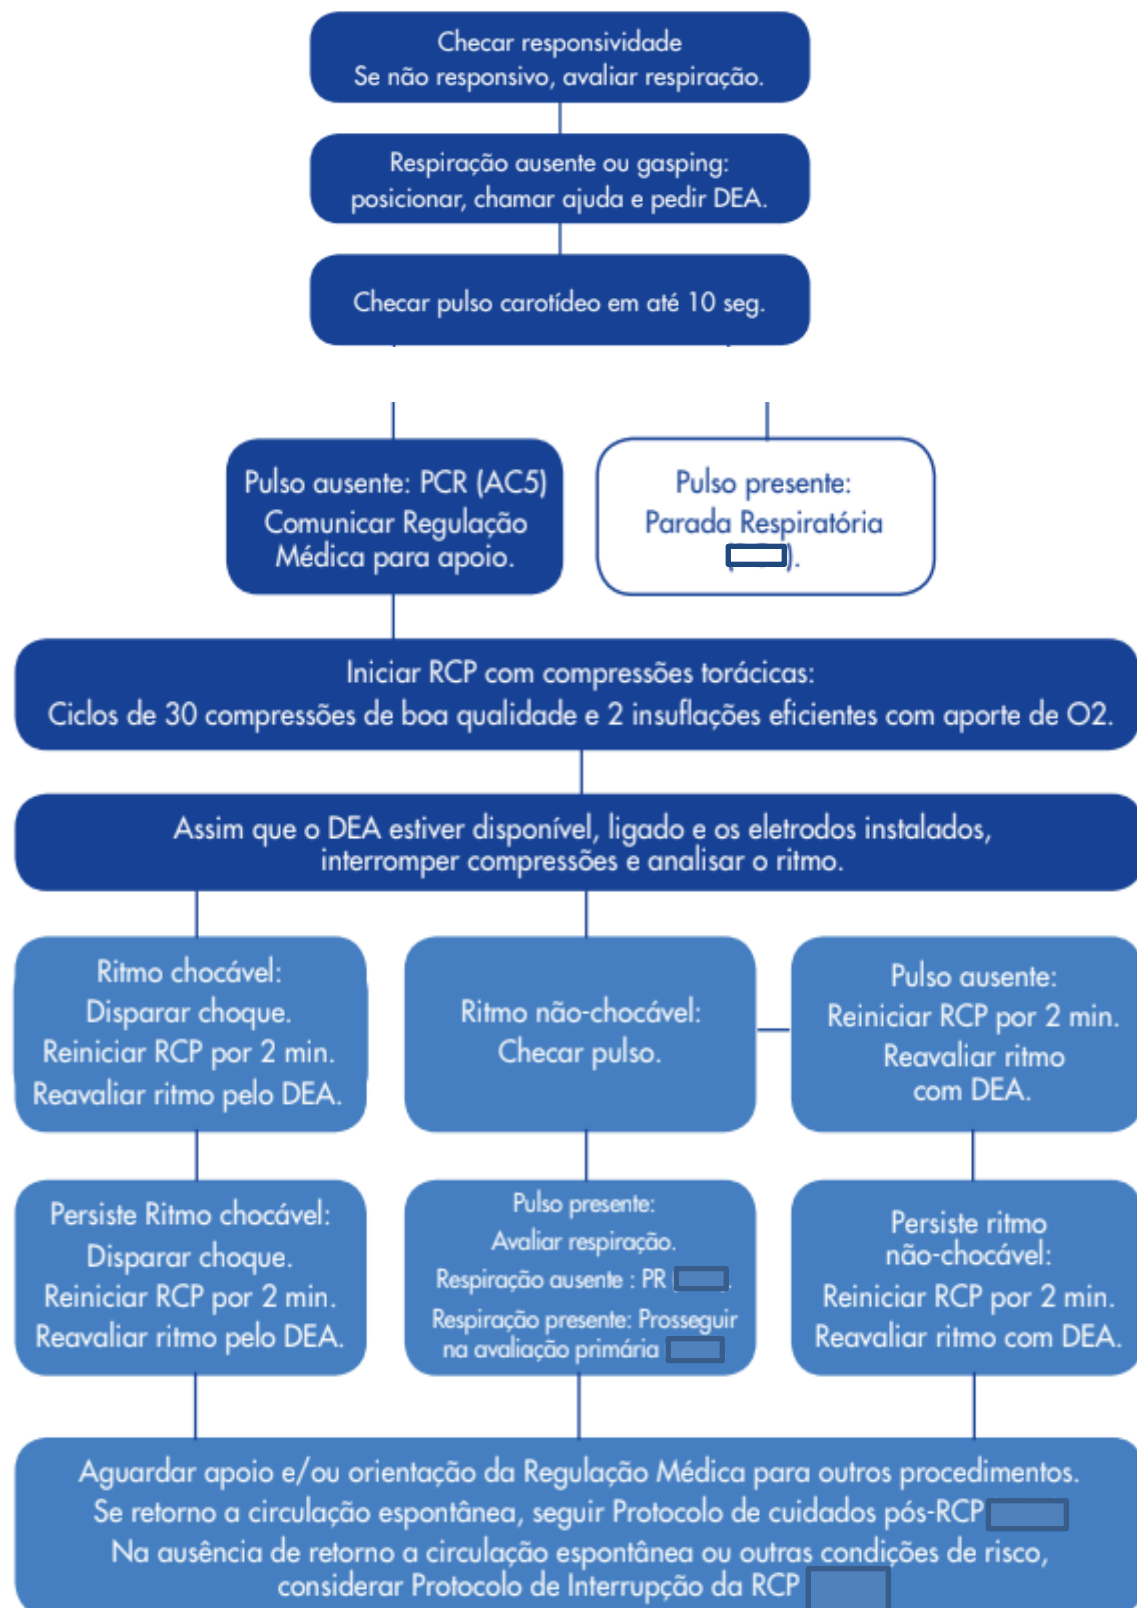 Checar responsividade
Se não responsivo, avaliar respiração.
Respiração ausente ou gasping:
posicionar, chamar ajuda e pedir DEA.
Checar pulso carotídeo em até 10 seg.
Pulso ausente: PCR (AC5)
Comunicar Regulação
Médica para apoio.
Pulso presente:
Parada Respiratória
( ).
Iniciar RCP com compressões torácicas:
Ciclos de 30 compressões de boa qualidade e 2 insuflações eficientes com aporte de O2.
Assim que o DEA estiver disponível, ligado e os eletrodos instalados,
interromper compressões e analisar o ritmo.
Ritmo chocável:
Disparar choque.
Reiniciar RCP por 2 min.
Reavaliar ritmo pelo DEA.
Ritmo não-chocável:
Checar pulso.
Pulso ausente:
Reiniciar RCP por 2 min.
Reavaliar ritmo
com DEA.
Persiste Ritmo chocável:
Disparar choque.
Reiniciar RCP por 2 min.
Reavaliar ritmo pelo DEA.
Pulso presente:
Avaliar respiração.
Respiração ausente : PR .
Respiração presente: Prosseguir
na avaliação primária
Persiste ritmo
não-chocável:
Reiniciar RCP por 2 min.
Reavaliar ritmo com DEA.
Aguardar apoio e/ou orientação da Regulação Médica para outros procedimentos.
Se retorno a circulação espontânea, seguir Protocolo de cuidados pós-RCP
Na ausência de retorno a circulação espontânea ou outras condições de risco,
considerar Protocolo de Interrupção da RCP